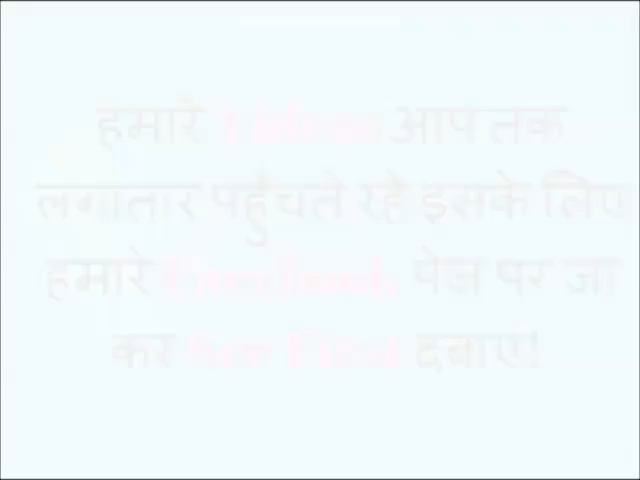 हमारे Videos आप तक
लगातार पहुँचते रहे इसके लिए
हमारे Facebook पेज पर जा
कर See First दबाएं!